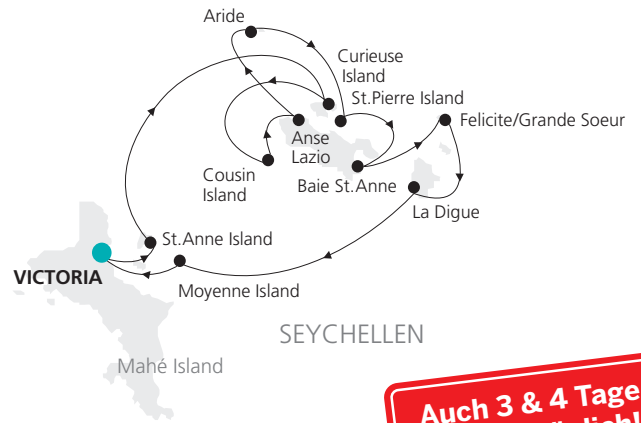 Aride
Curieuse
Island
St.Pierre Island
Felicite/Grande Soeur
Anse
Lazio
Cousin
Island
Baie St.Anne
La Digue
St.Anne Island
VICTORIA
Moyenne Island
SEYCHELLEN
Mahé Island
Auch 3 & 4 Tage